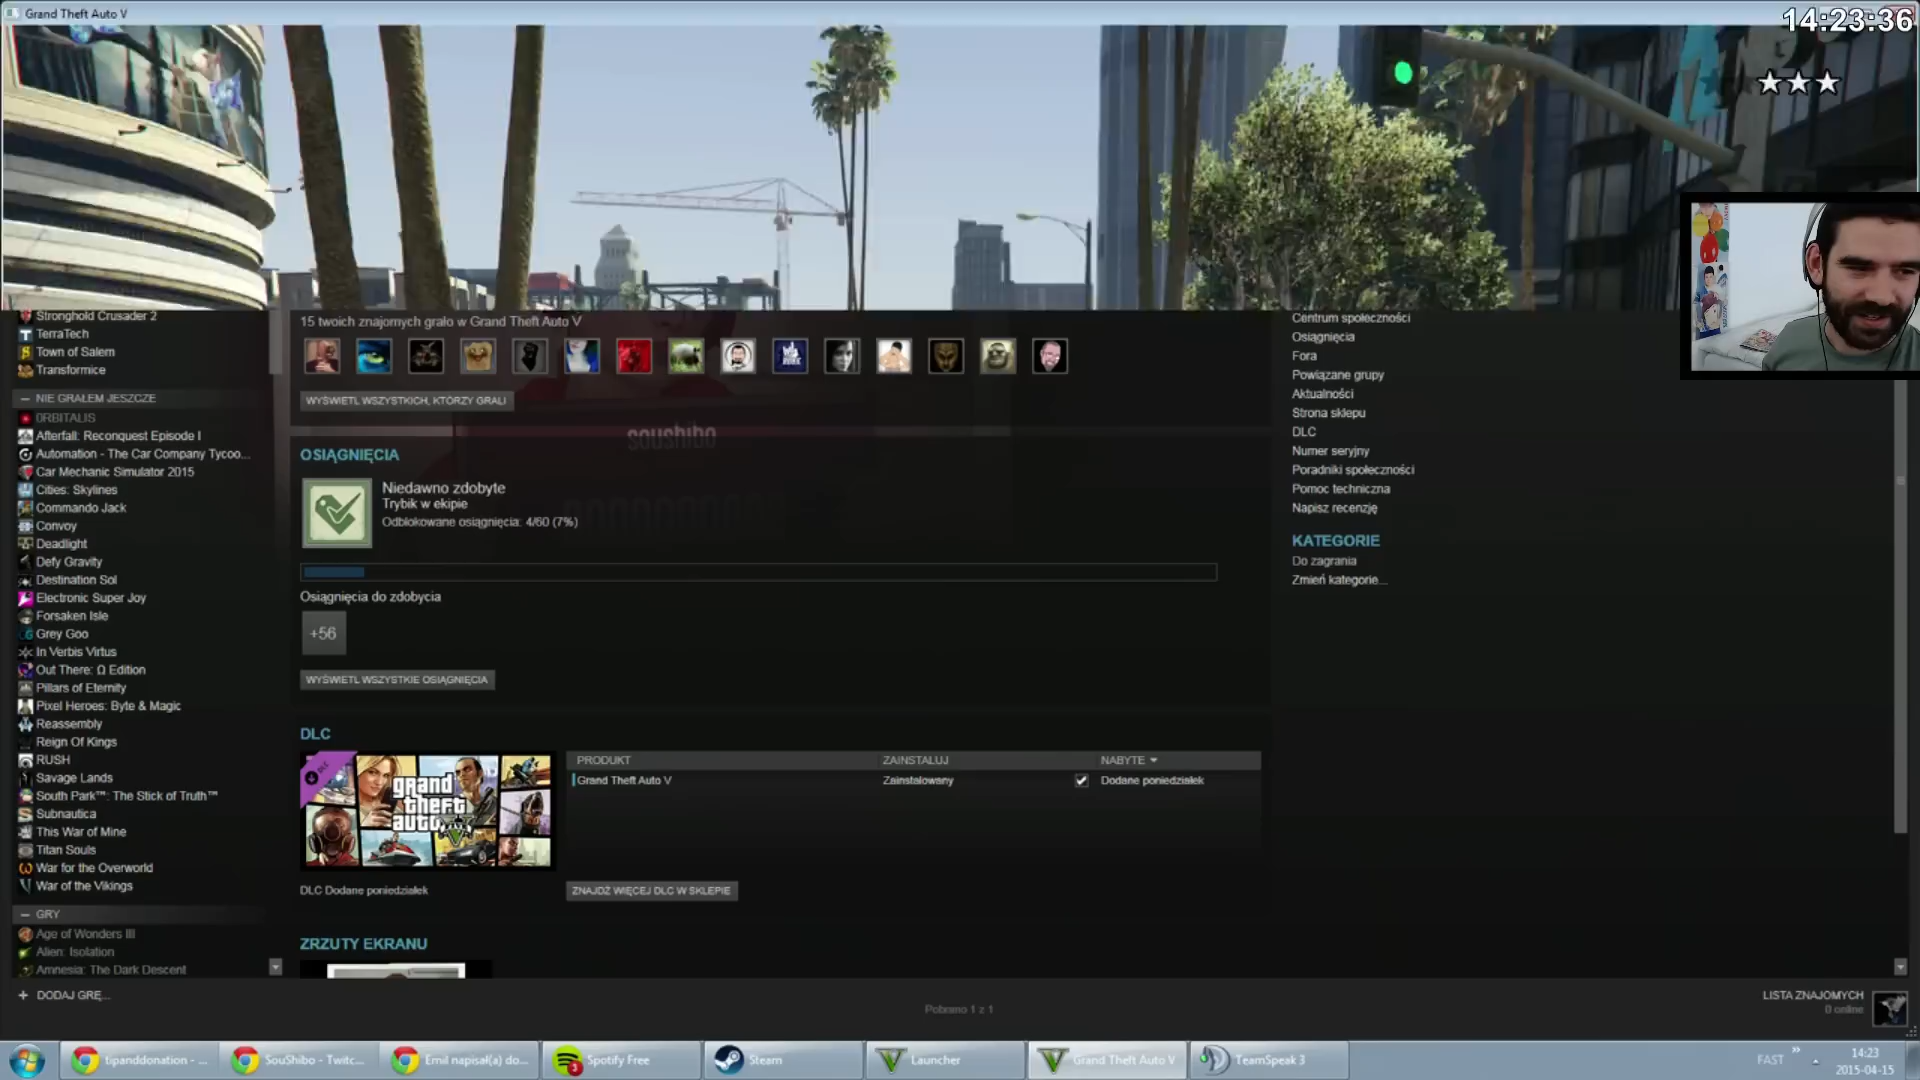 Grand Theft Auto V
14:23:36
Stronghold Crusader 2
TerraTech
Town of Salem
Transformice
— NIE GRAŁEM JESZCZE
0RBITALIS
Afterfall: Reconquest Episode I
Automation - The Car Company Tycoo...
Car Mechanic Simulator 2015
Cities: Skylines
Commando Jack
Convoy
Deadlight
Defy Gravity
Destination Sol
Electronic Super Joy
Forsaken Isle
Grey Goo
In Verbis Virtus
Out There: Ω Edition
Pillars of Eternity
Pixel Heroes: Byte & Magic
Reassembly
Reign Of Kings
RUSH
Savage Lands
South Park™: The Stick of Truth™
Subnautica
This War of Mine
Titan Souls
War for the Overworld
War of the Vikings
— GRY
Age of Wonders III
Alien: Isolation
Amnesia: The Dark Descent
+ DODAJ GRĘ...
15 twoich znajomych grało w Grand Theft Auto V
WYŚWIETL WSZYSTKICH, KTÓRZY GRALI
soushibo
OSIĄGNIĘCIA
Niedawno zdobyte
Trybik w ekipie
Odblokowane osiągnięcia: 4/60 (7%)
Osiągnięcia do zdobycia
+56
WYŚWIETL WSZYSTKIE OSIĄGNIĘCIA
DLC
DLC
grand
theft
auto
V
PRODUKT ZAINSTALUJ NABYTE
Grand Theft Auto V Zainstalowany Dodane poniedziałek
DLC Dodane poniedziałek
ZNAJDŹ WIĘCEJ DLC W SKLEPIE
ZRZUTY EKRANU
Centrum społeczności
Osiągnięcia
Fora
Powiązane grupy
Aktualności
Strona sklepu
DLC
Numer seryjny
Poradniki społeczności
Pomoc techniczna
Napisz recenzję
KATEGORIE
Do zagrania
Zmień kategorie...
Pobrano 1 z 1
LISTA ZNAJOMYCH
0 online
tipanddonation - ...
SouShibo - Twitc...
Emil napisał(a) do...
3
Spotify Free
Steam
Launcher
Grand Theft Auto V
TeamSpeak 3
FAST
14:23
2015-04-15